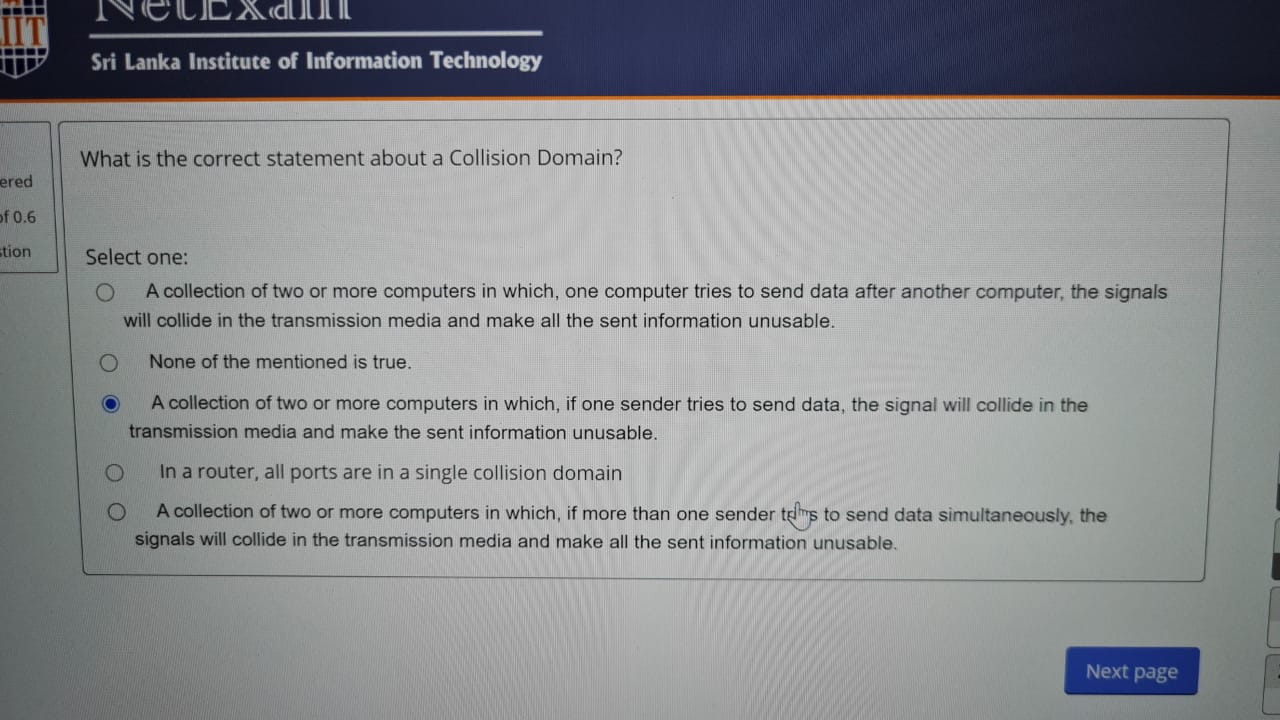 NetExam
IIT
Sri Lanka Institute of Information Technology
ered
of 0.6
stion
What is the correct statement about a Collision Domain?
Select one:
A collection of two or more computers in which, one computer tries to send data after another computer, the signals
will collide in the transmission media and make all the sent information unusable.
None of the mentioned is true.
A collection of two or more computers in which, if one sender tries to send data, the signal will collide in the
transmission media and make the sent information unusable.
In a router, all ports are in a single collision domain
A collection of two or more computers in which, if more than one sender tries to send data simultaneously, the
signals will collide in the transmission media and make all the sent information unusable.
Next page